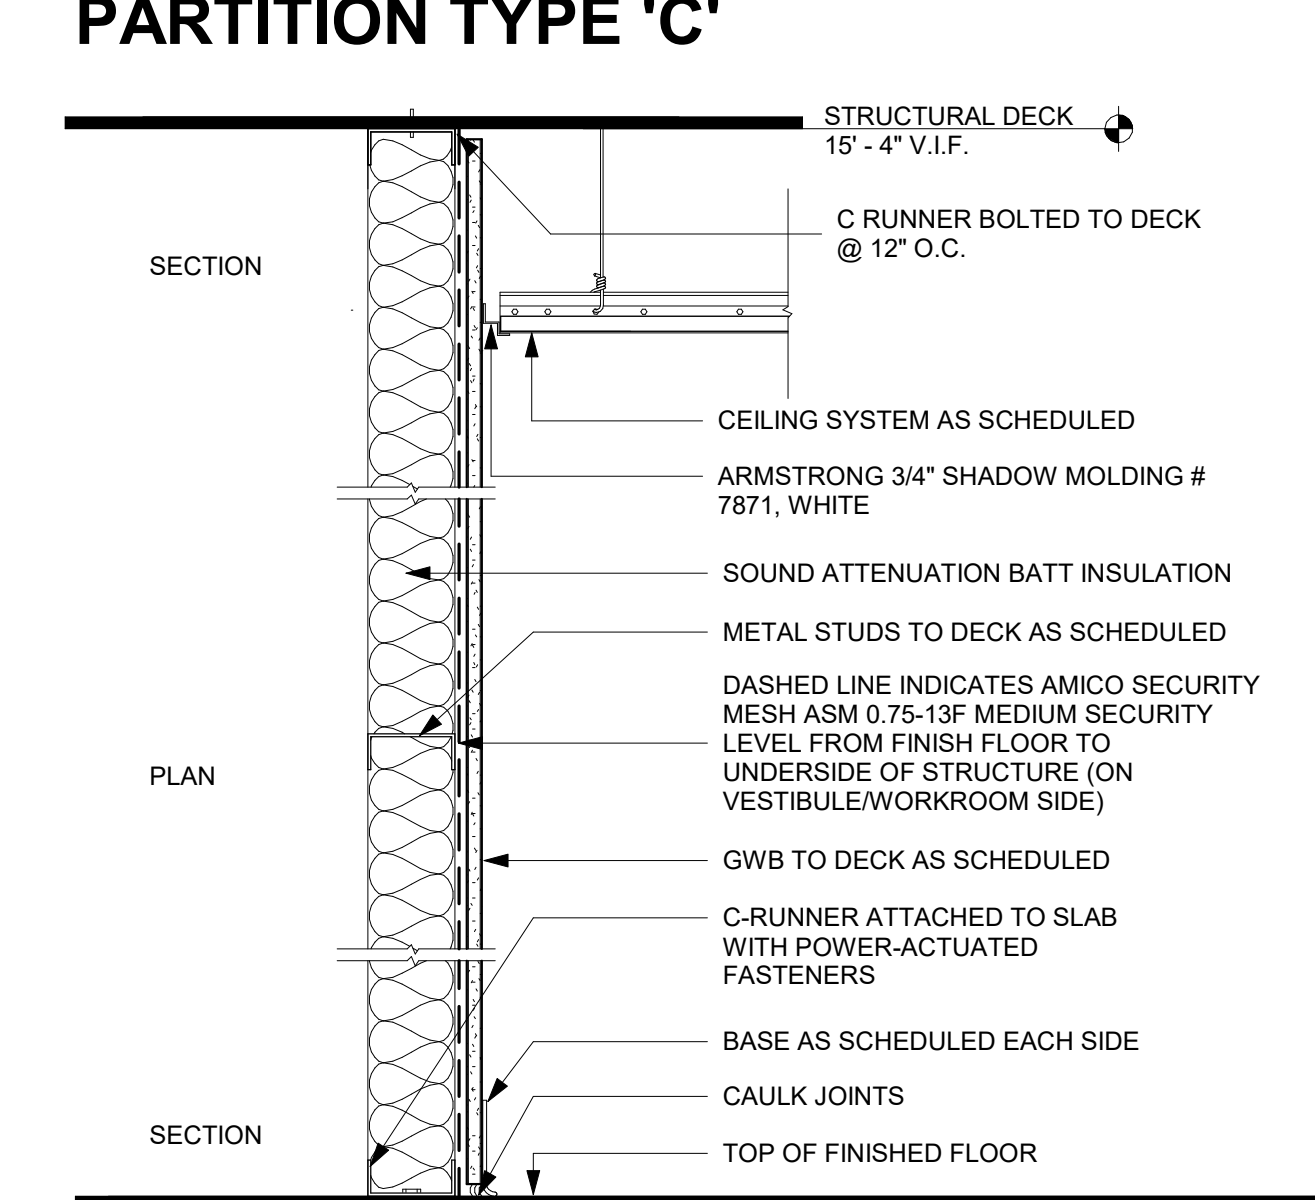 PARTITION TYPE 'C'
STRUCTURAL DECK
15' - 4" V.I.F.
C RUNNER BOLTED TO DECK
@ 12" O.C.
SECTION
CEILING SYSTEM AS SCHEDULED
ARMSTRONG 3/4" SHADOW MOLDING #
7871, WHITE
SOUND ATTENUATION BATT INSULATION
METAL STUDS TO DECK AS SCHEDULED
DASHED LINE INDICATES AMICO SECURITY
MESH ASM 0.75-13F MEDIUM SECURITY
LEVEL FROM FINISH FLOOR TO
UNDERSIDE OF STRUCTURE (ON
VESTIBULE/WORKROOM SIDE)
PLAN
GWB TO DECK AS SCHEDULED
C-RUNNER ATTACHED TO SLAB
WITH POWER-ACTUATED
FASTENERS
BASE AS SCHEDULED EACH SIDE
CAULK JOINTS
SECTION
TOP OF FINISHED FLOOR